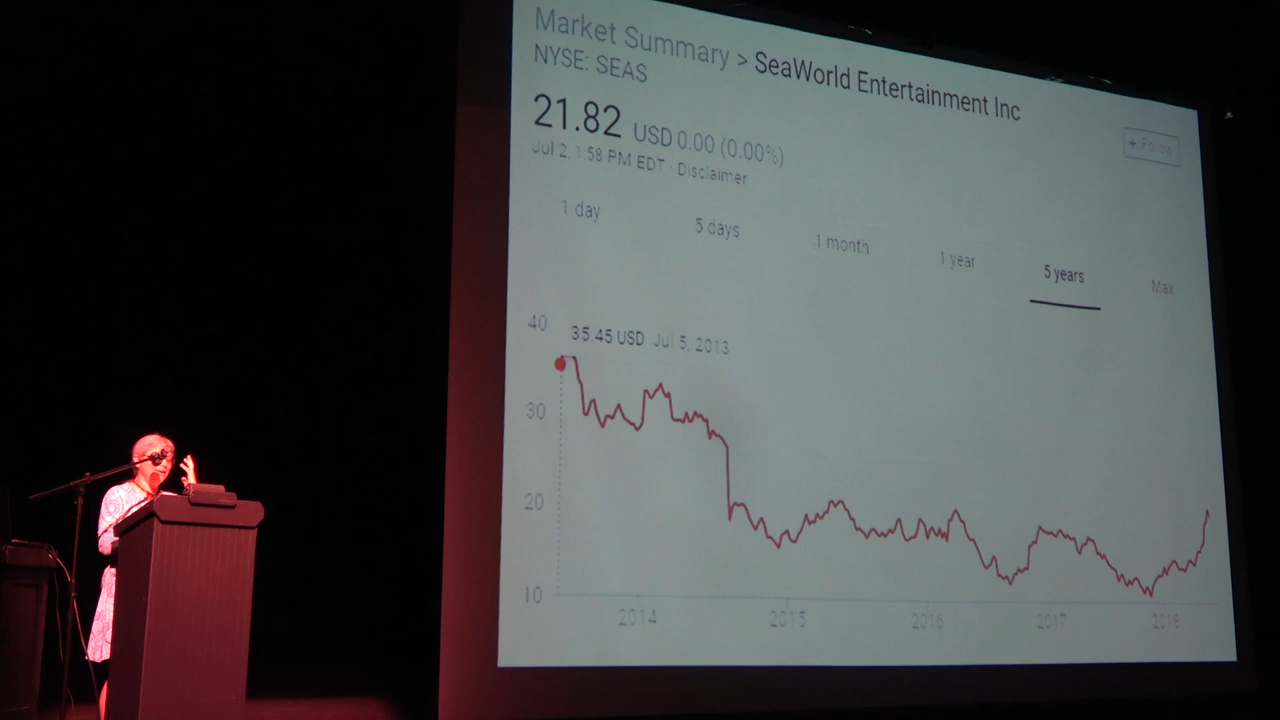 Market Summary > SeaWorld Entertainment Inc
NYSE: SEAS
21.82 USD 0.00 (0.00%)
Jul 2, 1:58 PM EDT · Disclaimer
+ Follow
1 day 5 days 1 month 1 year 5 years Max
40
35.45 USD Jul 5, 2013
30
20
10
2014 2015 2016 2017 2018